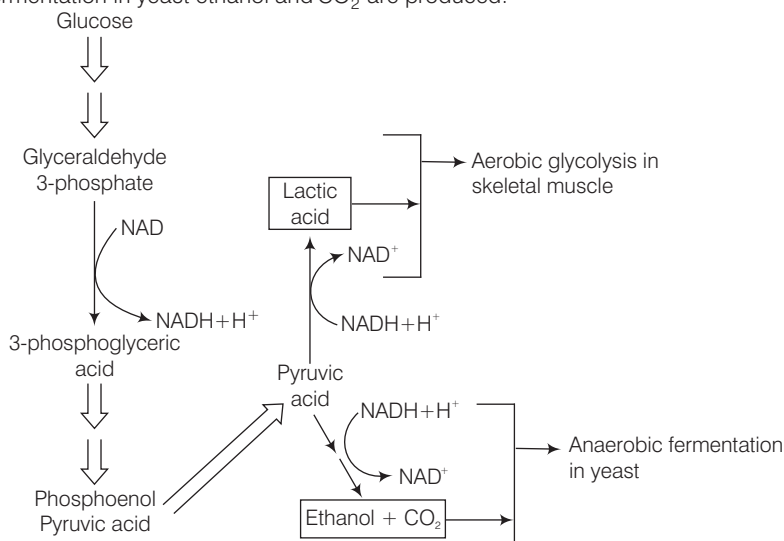 fermentation in yeast ethanol and CO₂ are produced.
Glucose
Glyceraldehyde
3-phosphate
NAD
NADH+H⁺
3-phosphoglyceric
acid
Phosphoenol
Pyruvic acid
Lactic
acid
NAD⁺
NADH+H⁺
Pyruvic
acid
Aerobic glycolysis in
skeletal muscle
NADH+H⁺
NAD⁺
Ethanol + CO₂
Anaerobic fermentation
in yeast